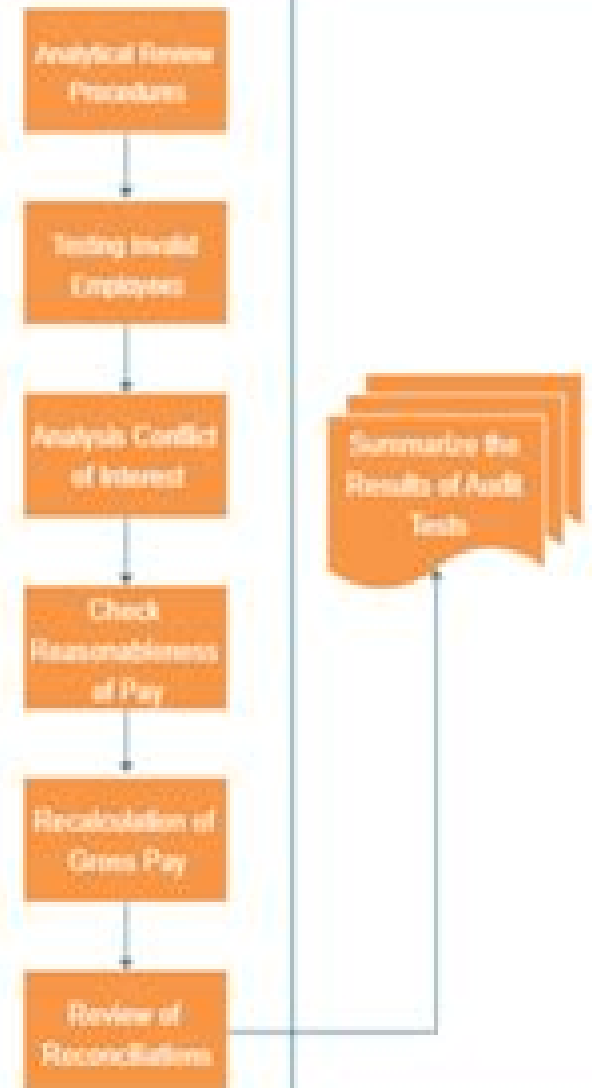 Analytical Review
Procedures
Testing Invalid
Employees
Analysis Conflict
of Interest
Check
Reasonableness
of Pay
Recalculation of
Gross Pay
Review of
Reconciliations
Summarize the
Results of Audit
Tests